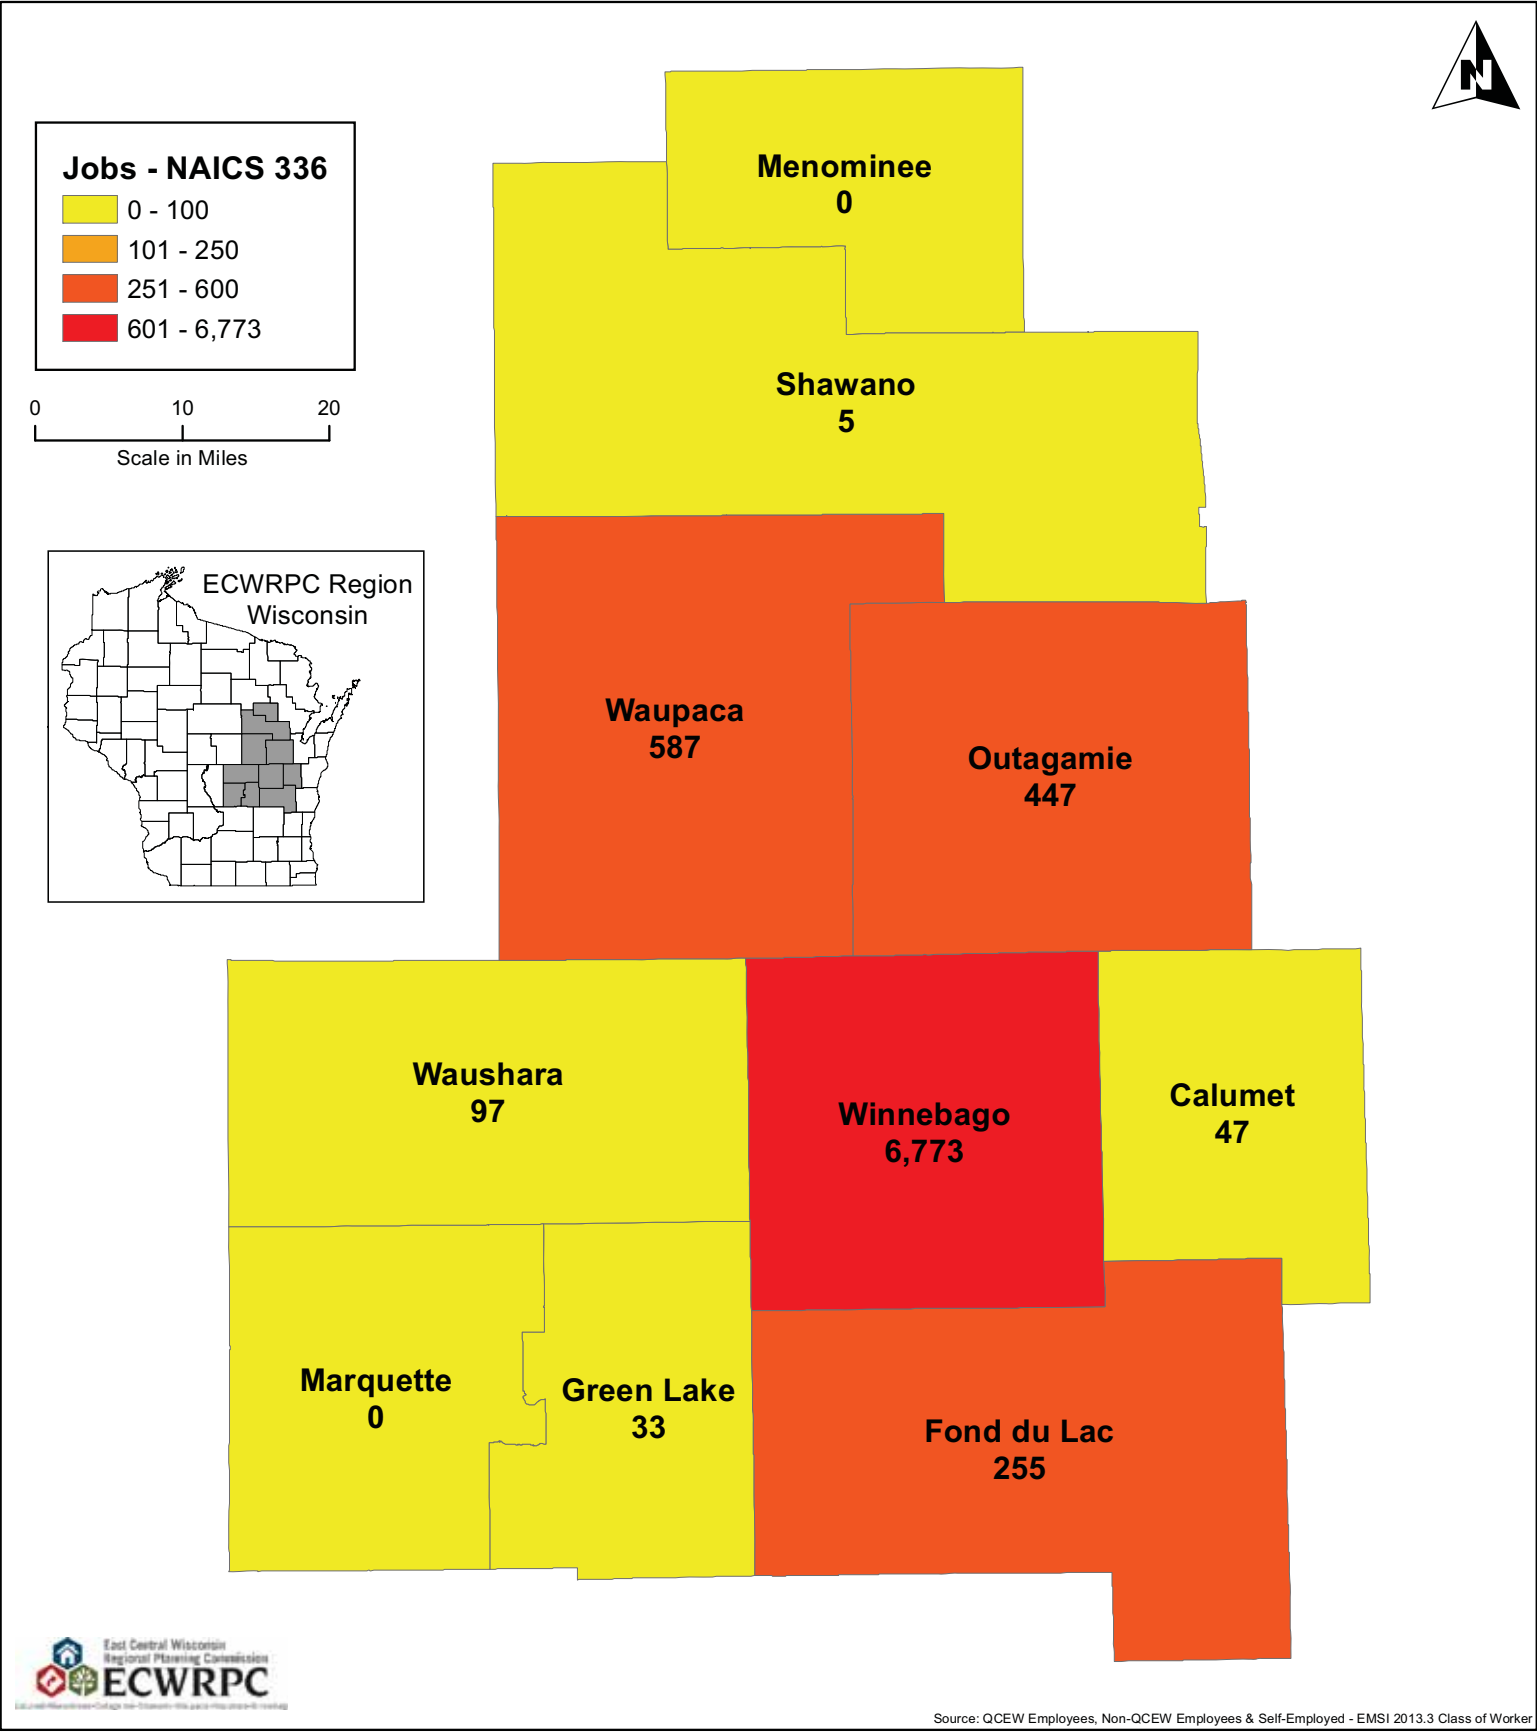 N
Jobs - NAICS 336
0 - 100
101 - 250
251 - 600
601 - 6,773
0 10 20
Scale in Miles
ECWRPC Region
Wisconsin
Menominee
0
Shawano
5
Waupaca
587
Outagamie
447
Waushara
97
Winnebago
6,773
Calumet
47
Marquette
0
Green Lake
33
Fond du Lac
255
East Central Wisconsin
Regional Planning Commission
ECWRPC
Source: QCEW Employees, Non-QCEW Employees & Self-Employed - EMSI 2013.3 Class of Worker